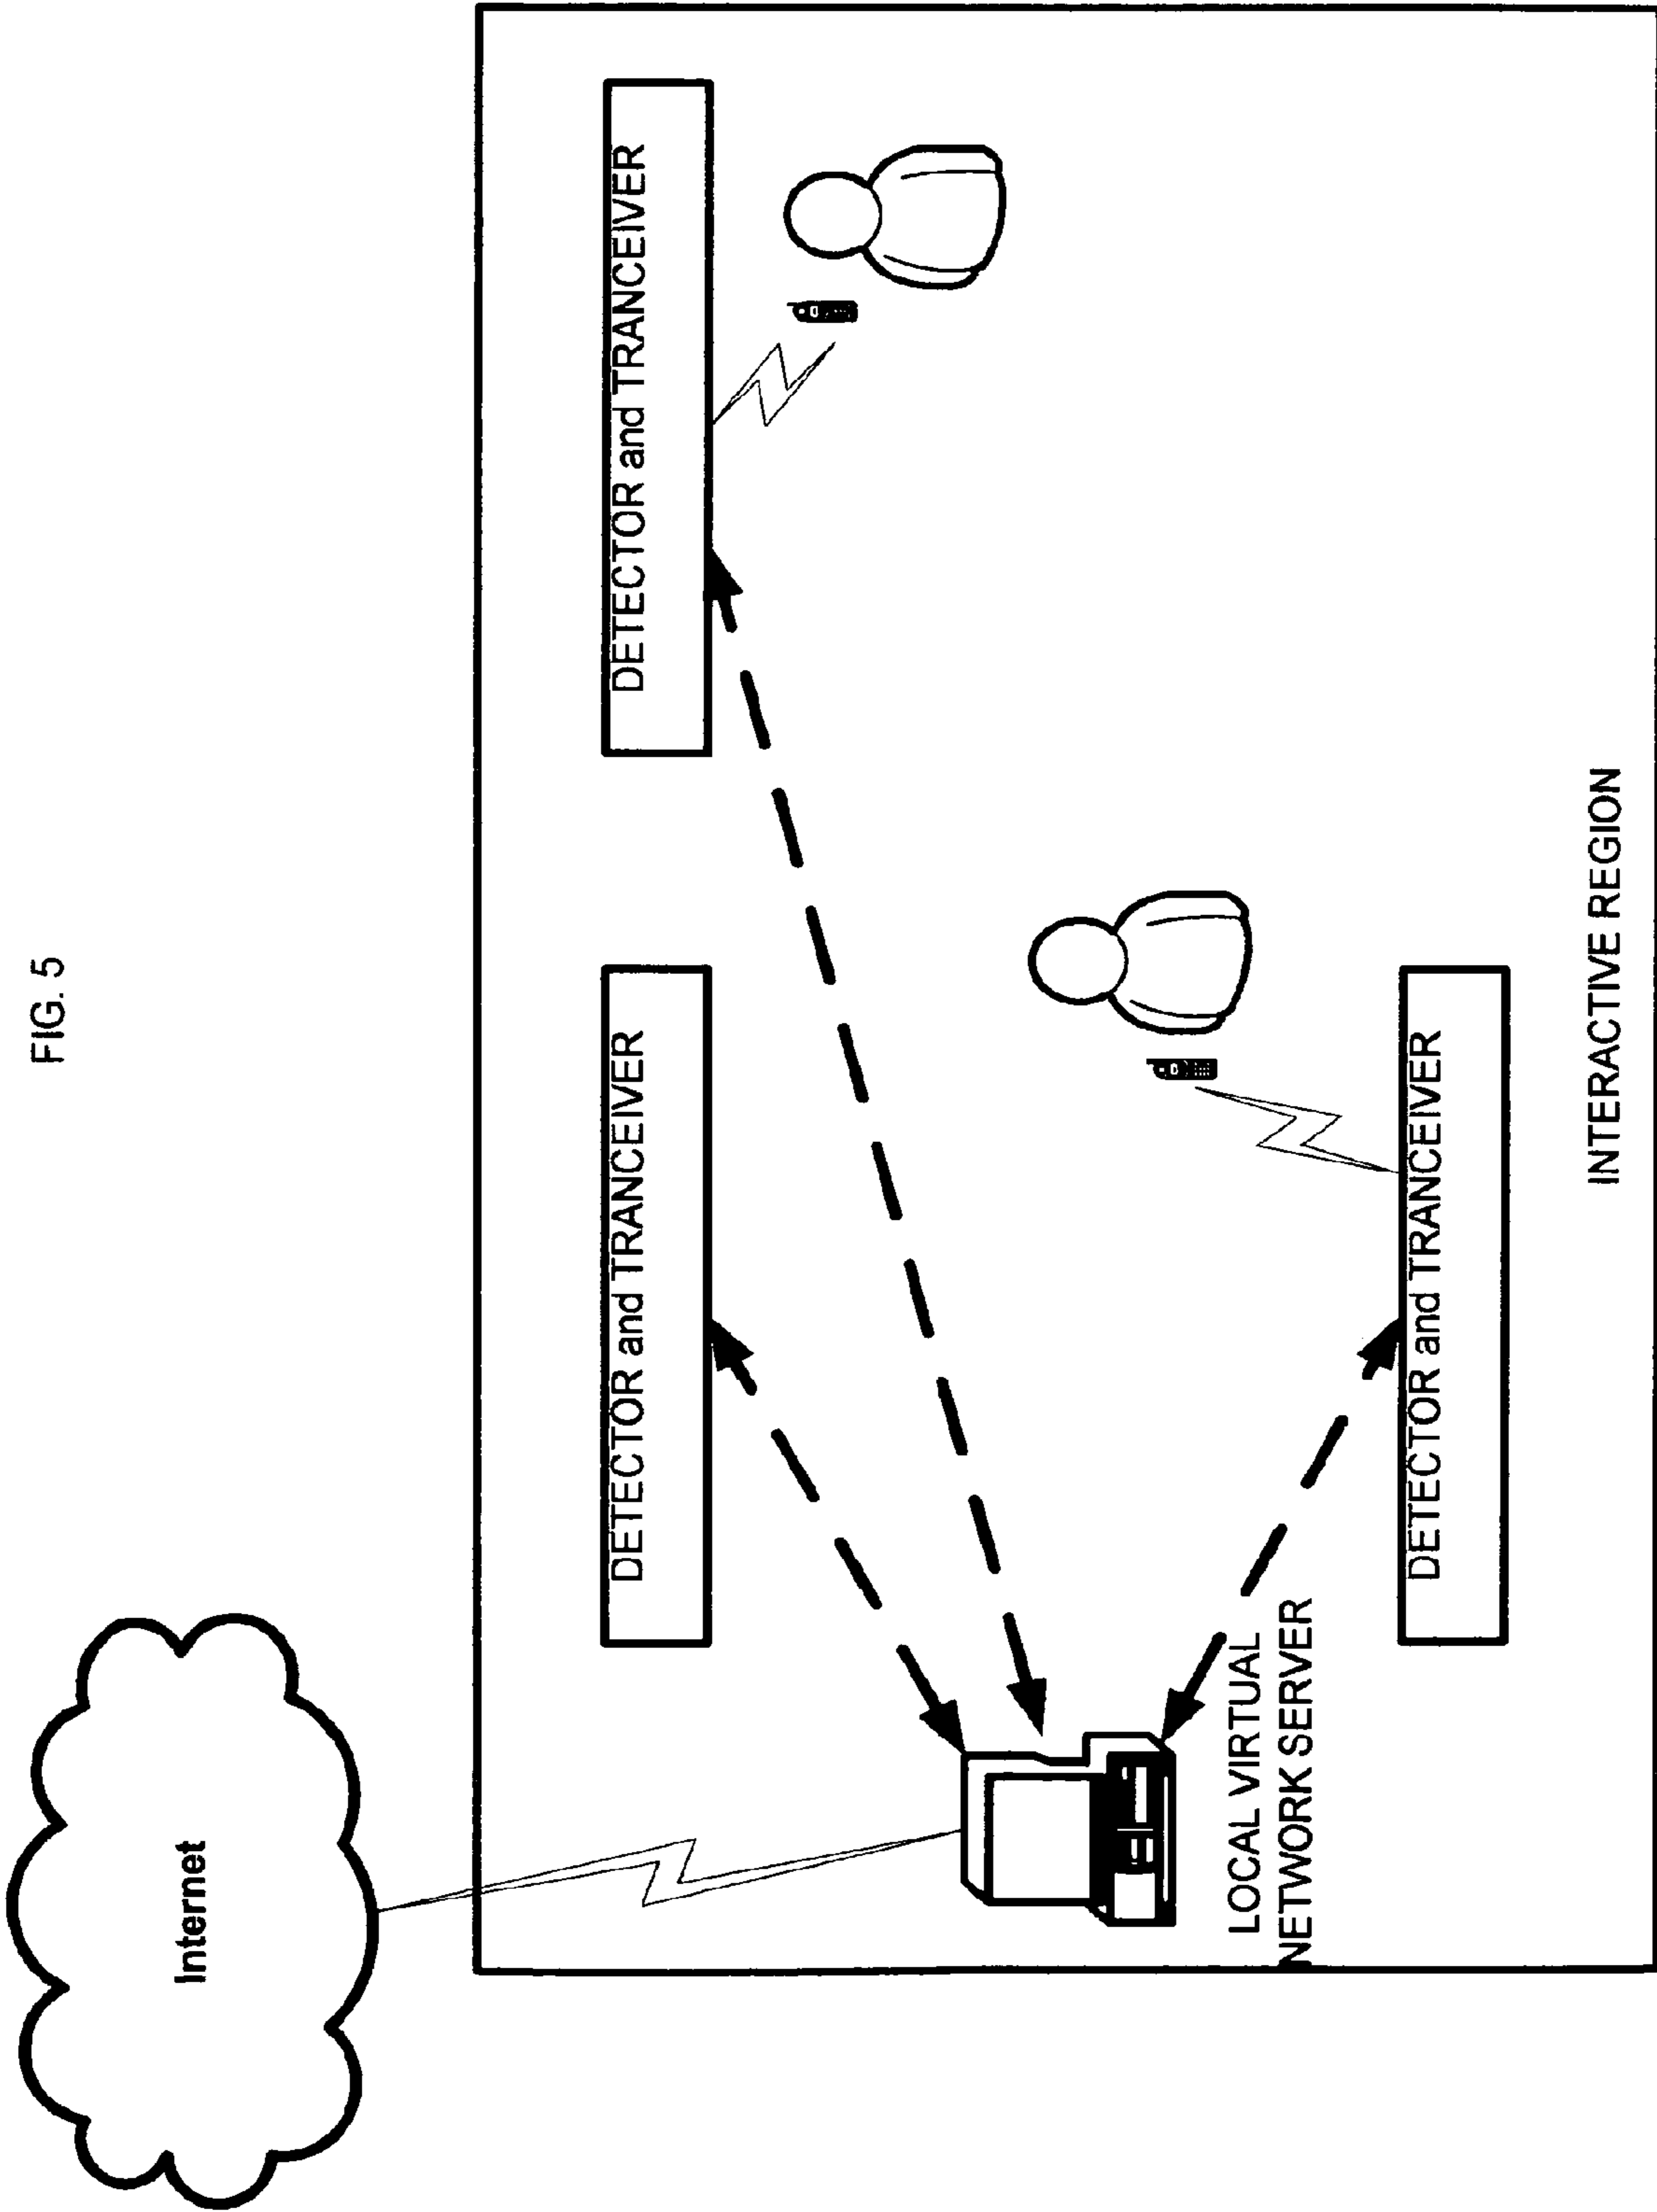 FIG. 5
Internet
DETECTOR and TRANCEIVER
DETECTOR and TRANCEIVER
LOCAL VIRTUAL
NETWORK SERVER
DETECTOR and TRANCEIVER
INTERACTIVE REGION